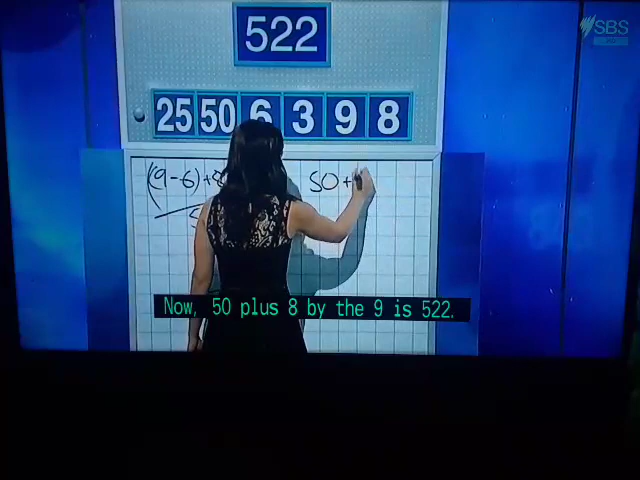 522
SBS
25 50 6 3 9 8
(9-6)+8 50+
Now, 50 plus 8 by the 9 is 522.